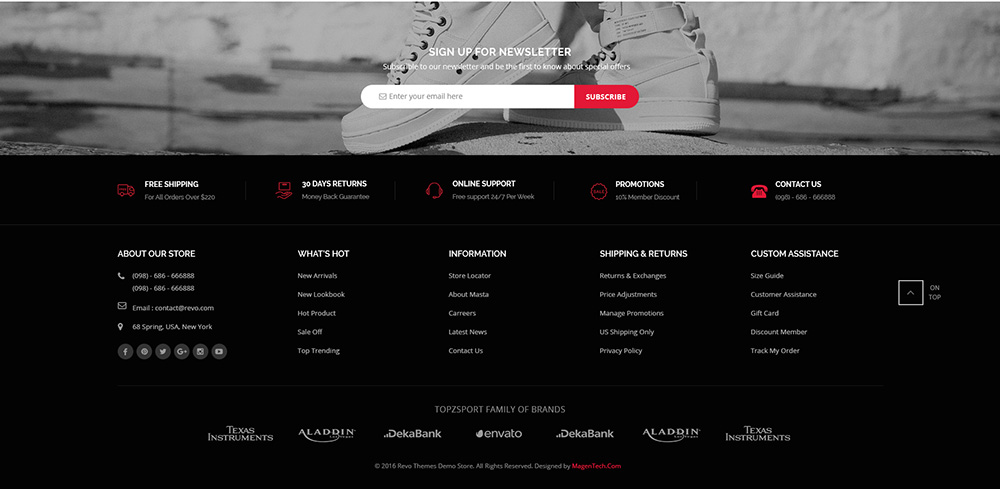 SIGN UP FOR NEWSLETTER
Subscrible to our newsletter and be the first to know about special offers
Enter your email here
SUBSCRIBE
FREE SHIPPING
For All Orders Over $220
30 DAYS RETURNS
Money Back Guarantee
ONLINE SUPPORT
Free support 24/7 Per Week
SALE
PROMOTIONS
10% Member Discount
CONTACT US
(098) - 686 - 666888
ABOUT OUR STORE
(098) - 686 - 666888
(098) - 686 - 666888
Email : contact@revo.com
68 Spring, USA, New York
WHAT'S HOT
New Arrivals
New Lookbook
Hot Product
Sale Off
Top Trending
INFORMATION
Store Locator
About Masta
Carreers
Latest News
Contact Us
SHIPPING & RETURNS
Returns & Exchanges
Price Adjustments
Manage Promotions
US Shipping Only
Privacy Policy
CUSTOM ASSISTANCE
Size Guide
Customer Assistance
Gift Card
Discount Member
Track My Order
ON
TOP
TOPZSPORT FAMILY OF BRANDS
TEXAS
INSTRUMENTS
ALADDIN
Las Vegas
DekaBank
envato
DekaBank
ALADDIN
Las Vegas
TEXAS
INSTRUMENTS
© 2016 Revo Themes Demo Store. All Rights Reserved. Designed by MagenTech.Com